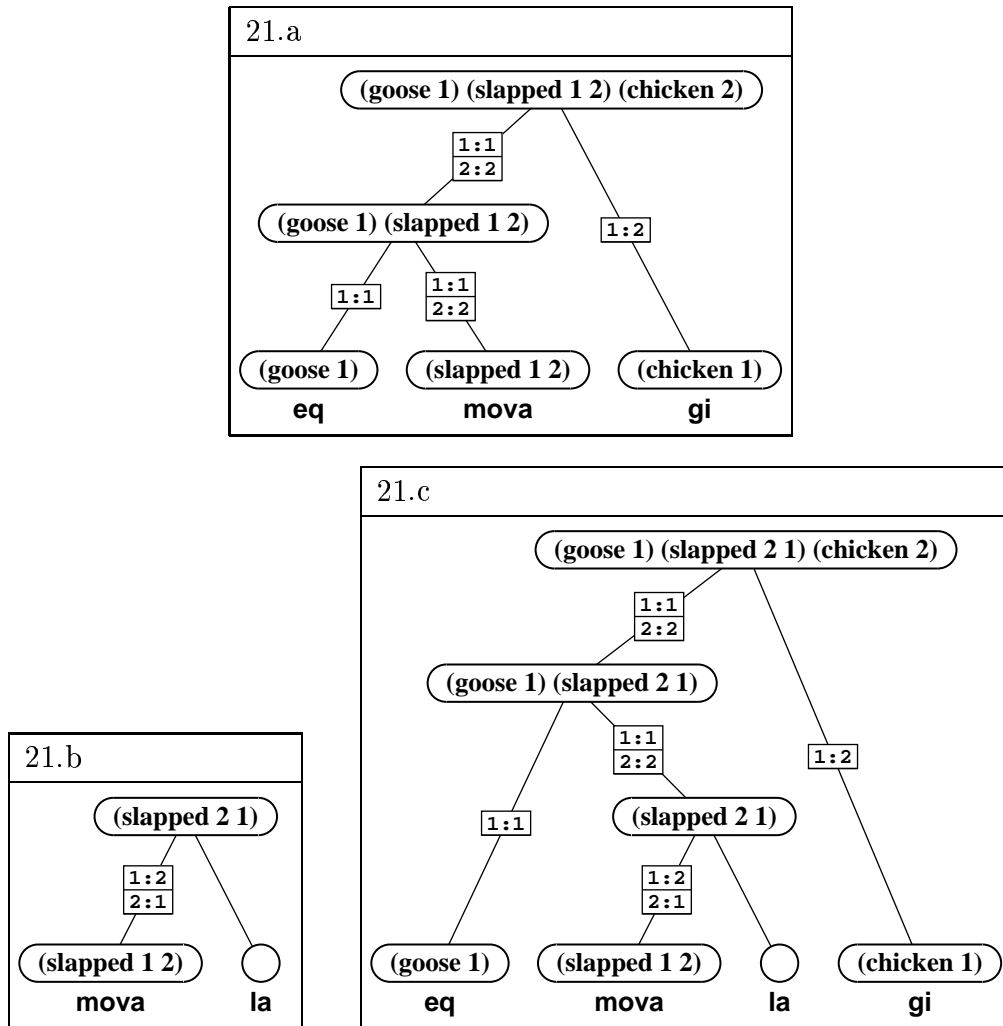 21.a
(goose 1) (slapped 1 2) (chicken 2)
1:1
2:2
(goose 1) (slapped 1 2)
1:2
1:1
1:1
2:2
(goose 1) (slapped 1 2) (chicken 1)
eq mova gi
21.b
(slapped 2 1)
1:2
2:1
(slapped 1 2)
mova la
21.c
(goose 1) (slapped 2 1) (chicken 2)
1:1
2:2
(goose 1) (slapped 2 1)
1:1
2:2
1:2
(slapped 2 1)
1:1
1:2
2:1
(goose 1) (slapped 1 2) (chicken 1)
eq mova la gi